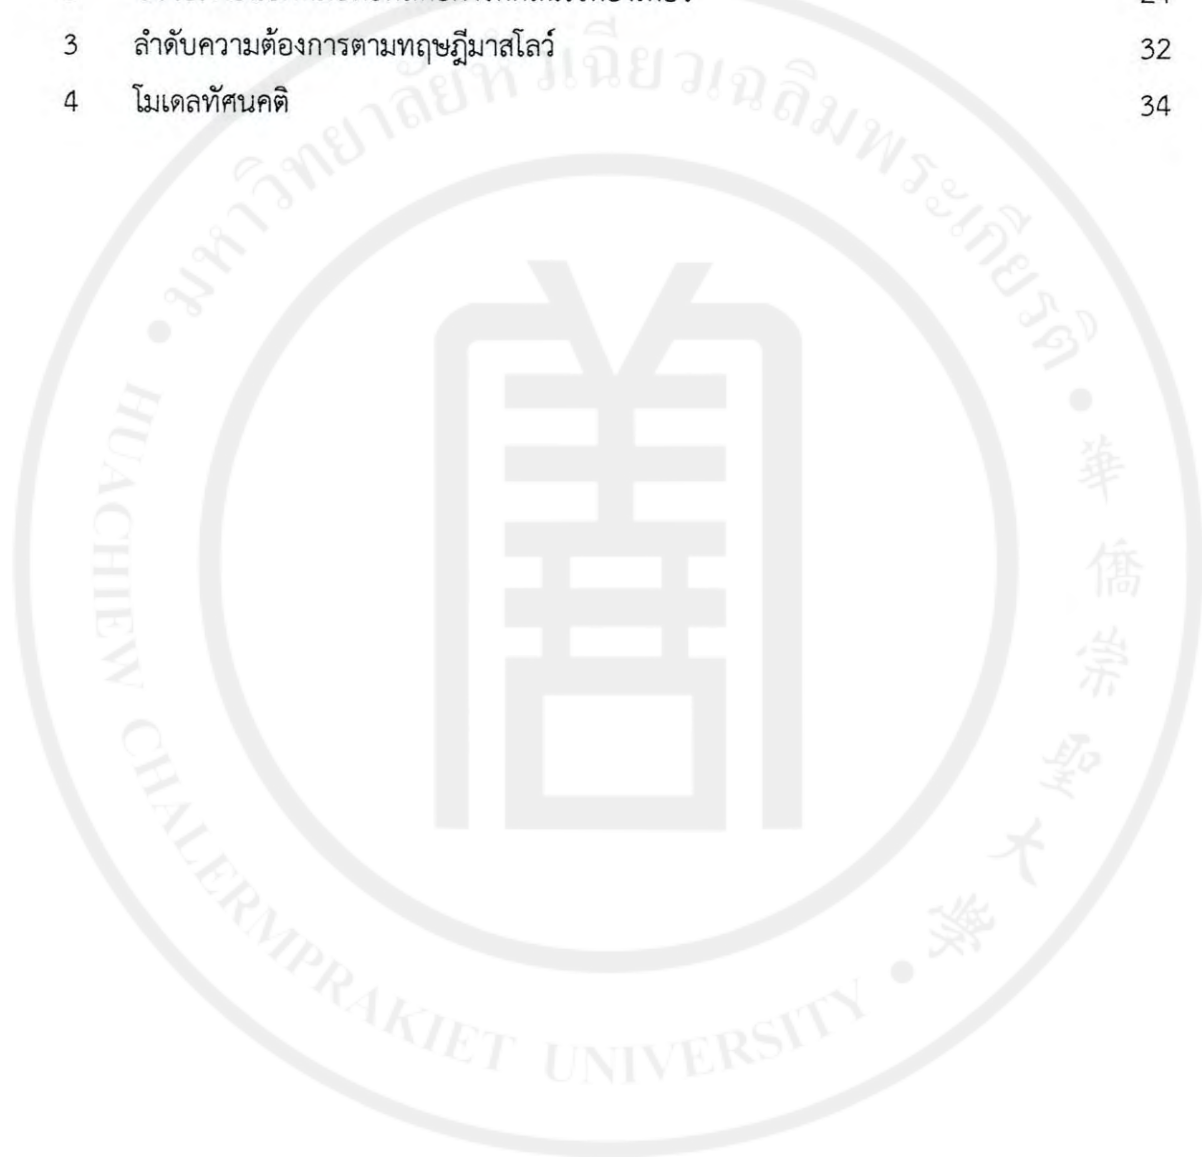 3 ลำดับความต้องการตามทฤษฎีมาสโลว์ 32
4 โมเดลทัศนคติ 34
มหาวิทยาลัยหัวเฉียวเฉลิมพระเกียรติ
華僑崇聖大學
HUACHIEW CHALERMPRAKIET UNIVERSITY